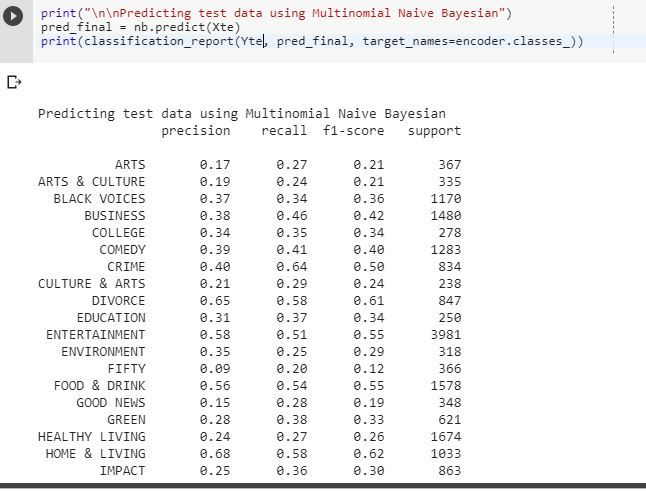 print("\n\nPredicting test data using Multinomial Naive Bayesian")
pred_final = nb.predict(Xte)
print(classification_report(Yte, pred_final, target_names=encoder.classes_))
Predicting test data using Multinomial Naive Bayesian
precision recall f1-score support
ARTS 0.17 0.27 0.21 367
ARTS & CULTURE 0.19 0.24 0.21 335
BLACK VOICES 0.37 0.34 0.36 1170
BUSINESS 0.38 0.46 0.42 1480
COLLEGE 0.34 0.35 0.34 278
COMEDY 0.39 0.41 0.40 1283
CRIME 0.40 0.64 0.50 834
CULTURE & ARTS 0.21 0.29 0.24 238
DIVORCE 0.65 0.58 0.61 847
EDUCATION 0.31 0.37 0.34 250
ENTERTAINMENT 0.58 0.51 0.55 3981
ENVIRONMENT 0.35 0.25 0.29 318
FIFTY 0.09 0.20 0.12 366
FOOD & DRINK 0.56 0.54 0.55 1578
GOOD NEWS 0.15 0.28 0.19 348
GREEN 0.28 0.38 0.33 621
HEALTHY LIVING 0.24 0.27 0.26 1674
HOME & LIVING 0.68 0.58 0.62 1033
IMPACT 0.25 0.36 0.30 863